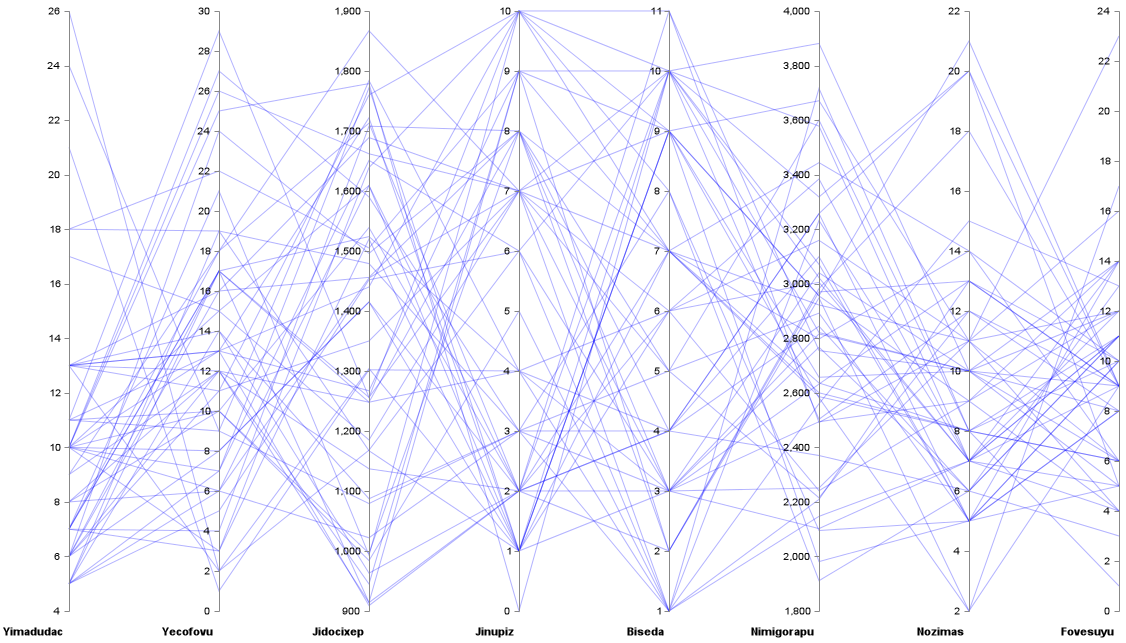 26 30 1,900 10 11 4,000 22 24
24 28 1,800 9 10 3,800 20 22
22 26 1,700 8 9 3,600 18 20
20 24 1,600 7 8 3,400 16 18
18 22 1,500 6 7 3,200 14 16
16 20 1,400 5 6 3,000 12 14
14 18 1,300 4 5 2,800 10 12
12 16 1,200 3 4 2,600 8 10
10 14 1,100 2 3 2,400 6 8
8 12 1,000 1 2 2,200 4 6
6 10 900 0 1 2,000 2 4
4 8 1,800 2
6 0
4
2
0
Yimadudac Yecofovu Jidocixep Jinupiz Biseda Nimigorapu Nozimas Fovesuyu